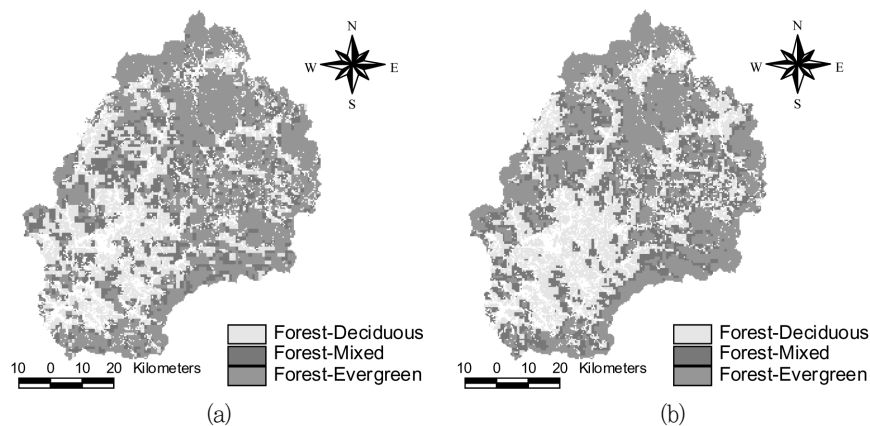 N
W E
S
Forest-Deciduous
Forest-Mixed
Forest-Evergreen
10 0 10 20 Kilometers
(a)
N
W E
S
Forest-Deciduous
Forest-Mixed
Forest-Evergreen
10 0 10 20 Kilometers
(b)